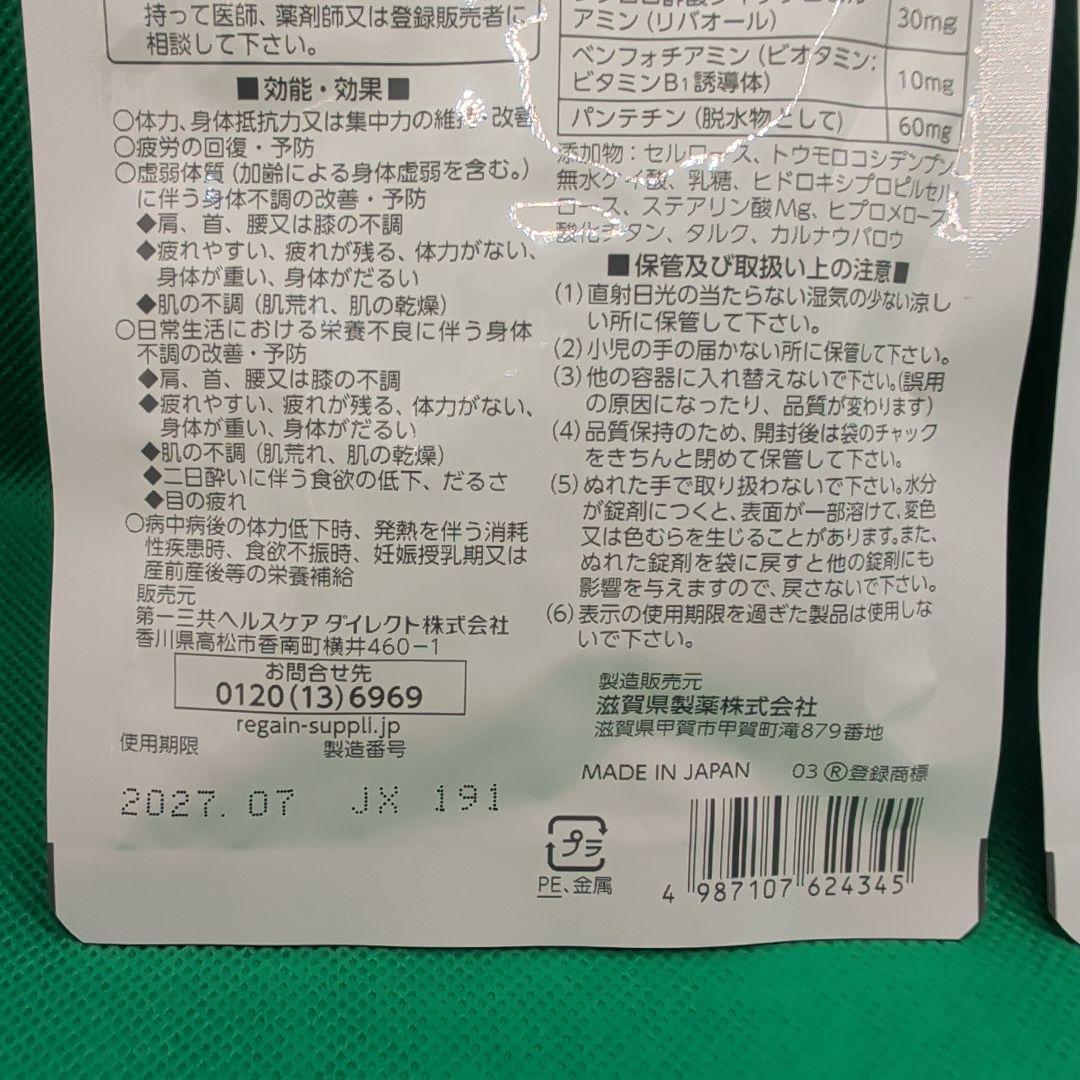 持って医師、薬剤師又は登録販売者に
相談して下さい。
■効能・効果■
○体力、身体抵抗力又は集中力の維持・改善
○疲労の回復・予防
○虚弱体質(加齢による身体虚弱を含む。)
に伴う身体不調の改善・予防
◆肩、首、腰又は膝の不調
◆疲れやすい、疲れが残る、体力がない、
身体が重い、身体がだるい
◆肌の不調(肌荒れ、肌の乾燥)
○日常生活における栄養不良に伴う身体
不調の改善・予防
◆肩、首、腰又は膝の不調
◆疲れやすい、疲れが残る、体力がない、
身体が重い、身体がだるい
◆肌の不調(肌荒れ、肌の乾燥)
◆二日酔いに伴う食欲の低下、だるさ
◆目の疲れ
○病中病後の体力低下時、発熱を伴う消耗
性疾患時、食欲不振時、妊娠授乳期又は
産前産後等の栄養補給
販売元
第一三共ヘルスケア ダイレクト株式会社
香川県高松市香南町横井460-1
お問合せ先
0120(13)6969
regain-suppli.jp
使用期限 製造番号
2027.07 JX 191
アミン(リバオール) 30mg
ベンフォチアミン(ビオタミン;
ビタミンB1誘導体) 10mg
パンテチン(脱水物として) 60mg
添加物:セルロース、トウモロコシデンプン、
無水ケイ酸、乳糖、ヒドロキシプロピルセル
ロース、ステアリン酸Mg、ヒプロメロース、
酸化チタン、タルク、カルナウバロウ
■保管及び取扱い上の注意■
(1)直射日光の当たらない湿気の少ない涼し
い所に保管して下さい。
(2)小児の手の届かない所に保管して下さい。
(3)他の容器に入れ替えないで下さい。(誤用
の原因になったり、品質が変わります)
(4)品質保持のため、開封後は袋のチャック
をきちんと閉めて保管して下さい。
(5)ぬれた手で取り扱わないで下さい。水分
が錠剤につくと、表面が一部溶けて、変色
又は色むらを生じることがあります。また、
ぬれた錠剤を袋に戻すと他の錠剤にも
影響を与えますので、戻さないで下さい。
(6)表示の使用期限を過ぎた製品は使用しな
いで下さい。
製造販売元
滋賀県製薬株式会社
滋賀県甲賀市甲賀町滝879番地
MADE IN JAPAN 03 ®登録商標
プラ
PE、金属
4 987107 624345